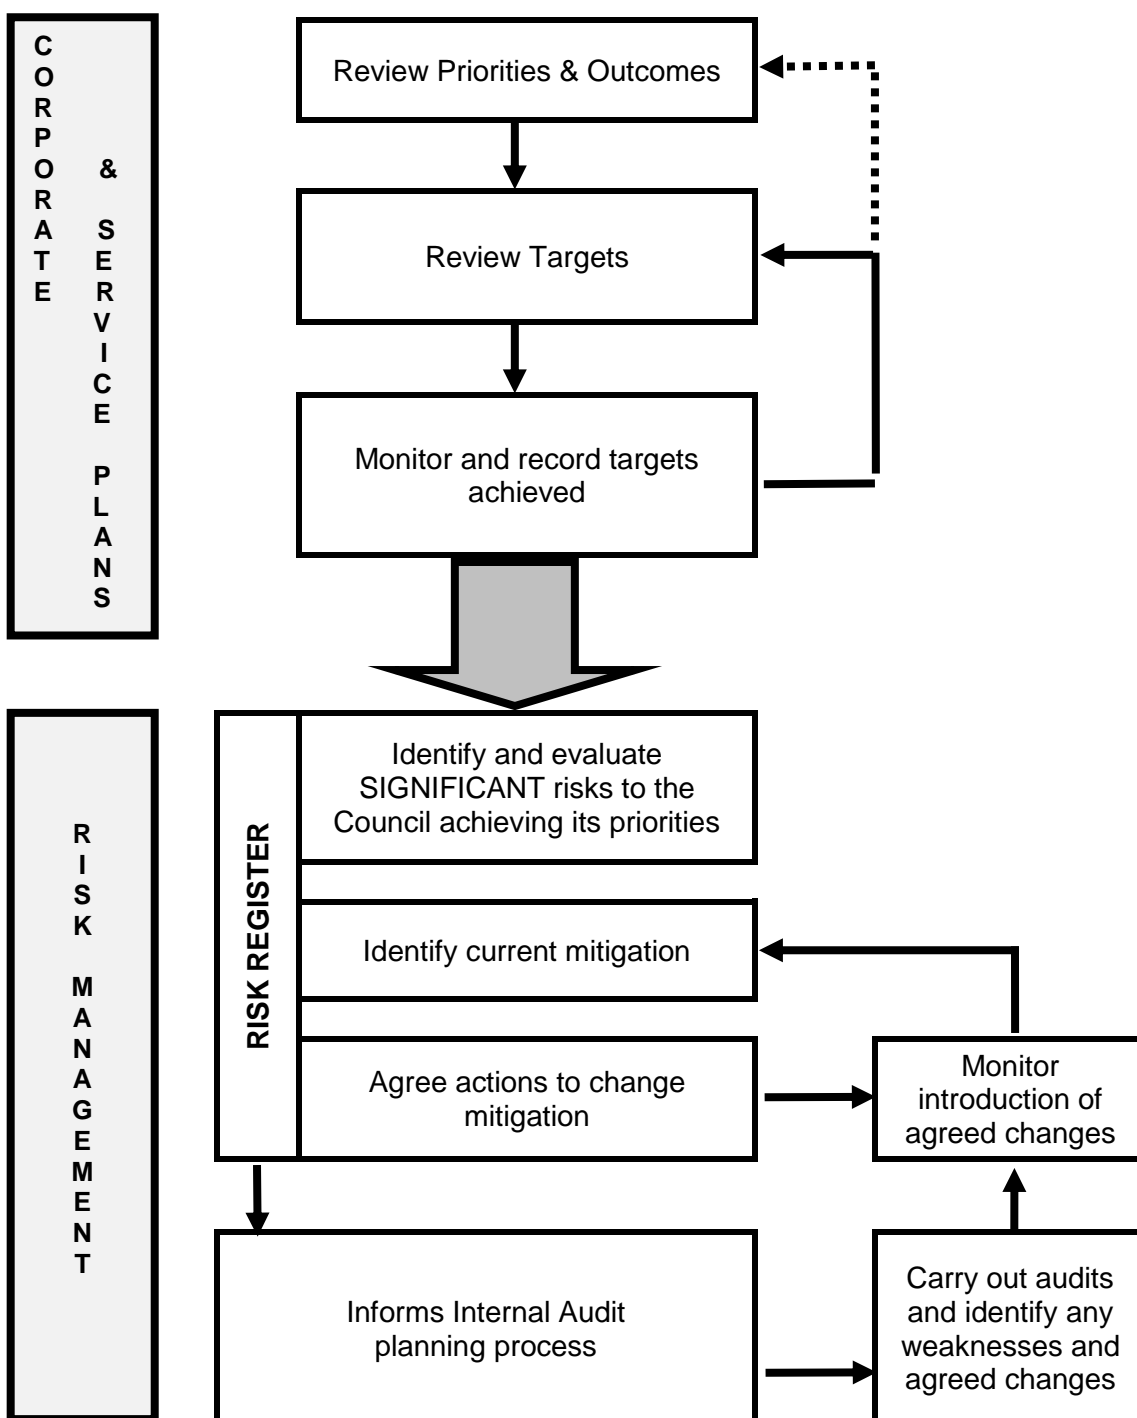 CORPORATE
& SERVICE PLANS
Review Priorities & Outcomes
Review Targets
Monitor and record targets
achieved
RISK MANAGEMENT
RISK REGISTER
Identify and evaluate
SIGNIFICANT risks to the
Council achieving its priorities
Identify current mitigation
Agree actions to change
mitigation
Monitor
introduction of
agreed changes
Informs Internal Audit
planning process
Carry out audits
and identify any
weaknesses and
agreed changes